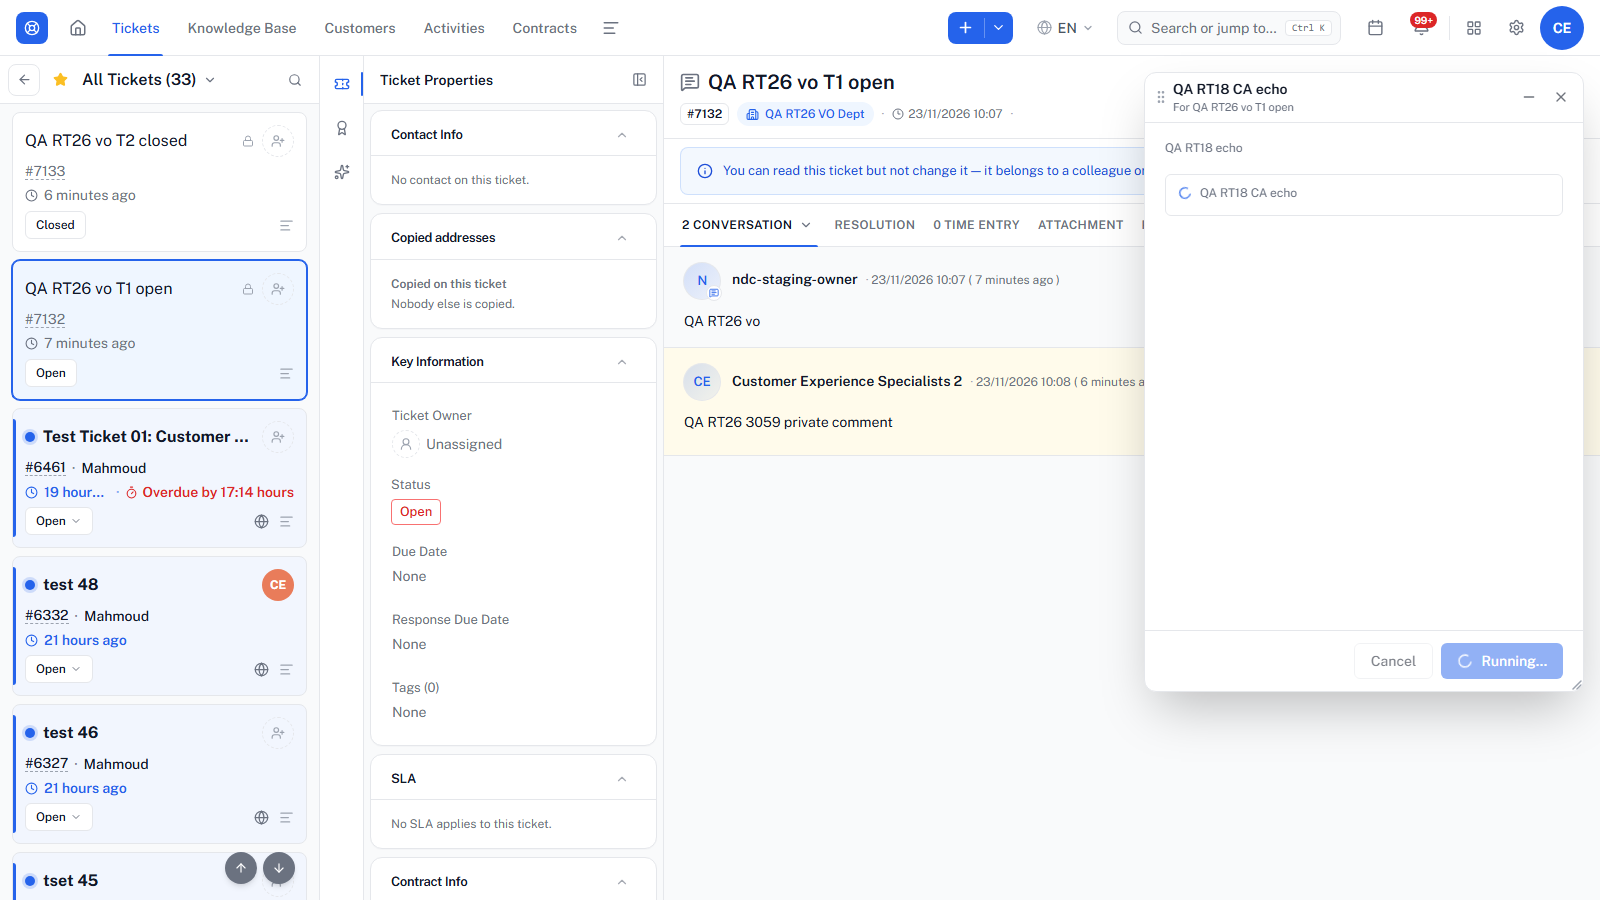 Tickets
Knowledge Base
Customers
Activities
Contracts
EN
Search or jump to...
Ctrl K
99+
CE
All Tickets (33)
QA RT26 vo T2 closed
#7133
6 minutes ago
Closed
QA RT26 vo T1 open
#7132
7 minutes ago
Open
Test Ticket 01: Customer ...
#6461 · Mahmoud
19 hour... · Overdue by 17:14 hours
Open
test 48
CE
#6332 · Mahmoud
21 hours ago
Open
test 46
#6327 · Mahmoud
21 hours ago
Open
tset 45
Ticket Properties
Contact Info
No contact on this ticket.
Copied addresses
Copied on this ticket
Nobody else is copied.
Key Information
Ticket Owner
Unassigned
Status
Open
Due Date
None
Response Due Date
None
Tags (0)
None
SLA
No SLA applies to this ticket.
Contract Info
QA RT26 vo T1 open
#7132
QA RT26 VO Dept
· 23/11/2026 10:07 ·
You can read this ticket but not change it — it belongs to a colleague or
2 CONVERSATION
RESOLUTION
0 TIME ENTRY
ATTACHMENT
N
ndc-staging-owner
· 23/11/2026 10:07 ( 7 minutes ago )
QA RT26 vo
CE
Customer Experience Specialists 2
· 23/11/2026 10:08 ( 6 minutes a
QA RT26 3059 private comment
QA RT18 CA echo
For QA RT26 vo T1 open
QA RT18 echo
QA RT18 CA echo
Cancel
Running...